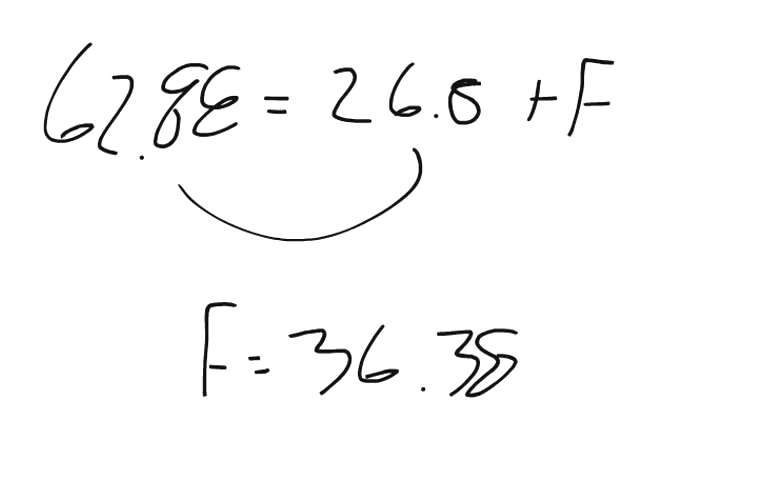 62.88 = 26.5 + F
F = 36.38